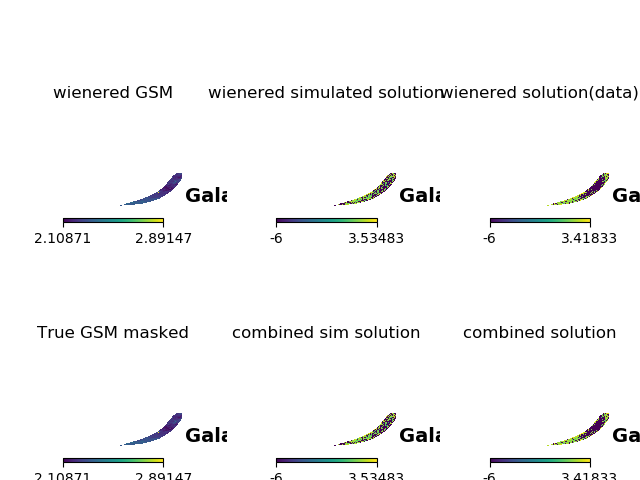 wienered GSM
wienered simulated solution
wienered solution(data)
Gala
Gala
Ga
2.10871 2.89147
-6 3.53483
-6 3.41833
True GSM masked
combined sim solution
combined solution
Gala
Gala
Ga
2.10871 2.89147
-6 3.53483
-6 3.41833